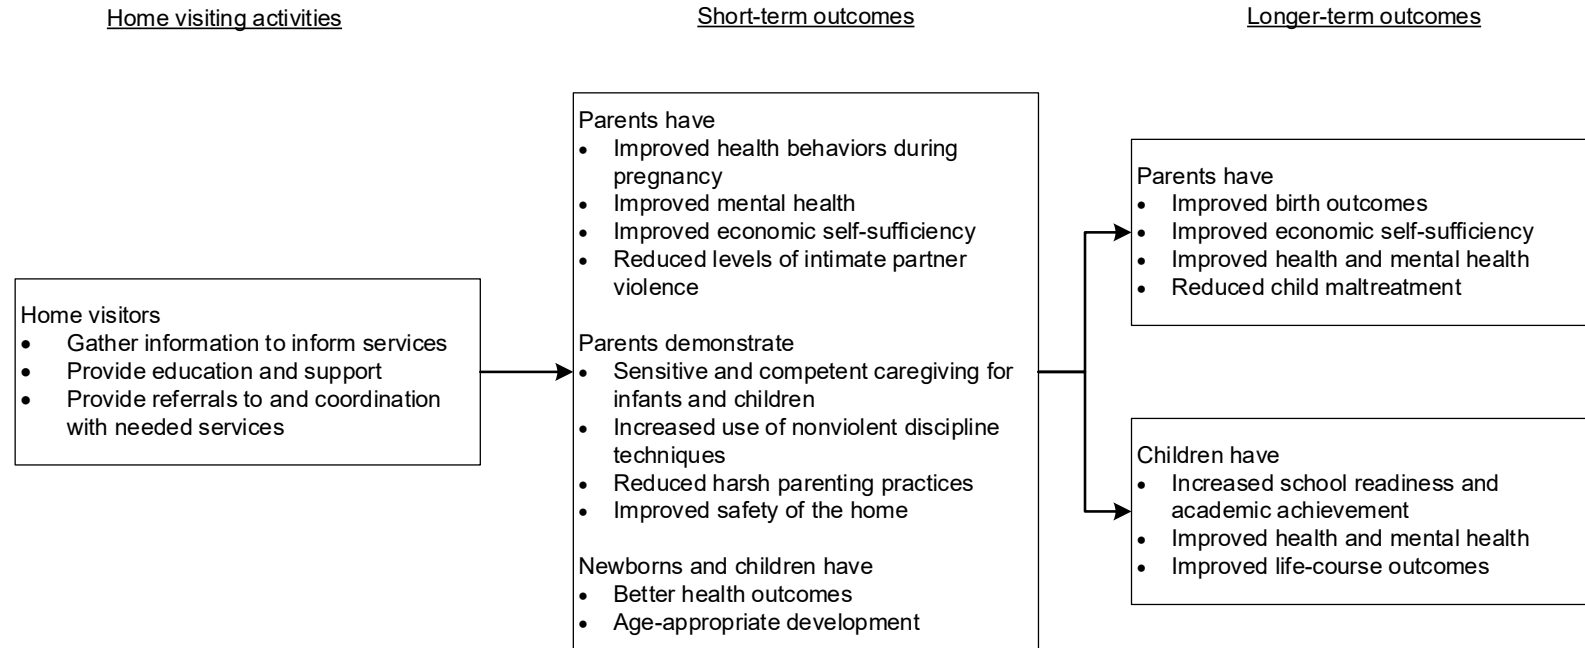 Home visiting activities
Short-term outcomes
Longer-term outcomes
Home visitors
• Gather information to inform services
• Provide education and support
• Provide referrals to and coordination
with needed services
Parents have
• Improved health behaviors during
pregnancy
• Improved mental health
• Improved economic self-sufficiency
• Reduced levels of intimate partner
violence
Parents demonstrate
• Sensitive and competent caregiving for
infants and children
• Increased use of nonviolent discipline
techniques
• Reduced harsh parenting practices
• Improved safety of the home
Newborns and children have
• Better health outcomes
• Age-appropriate development
Parents have
• Improved birth outcomes
• Improved economic self-sufficiency
• Improved health and mental health
• Reduced child maltreatment
Children have
• Increased school readiness and
academic achievement
• Improved health and mental health
• Improved life-course outcomes